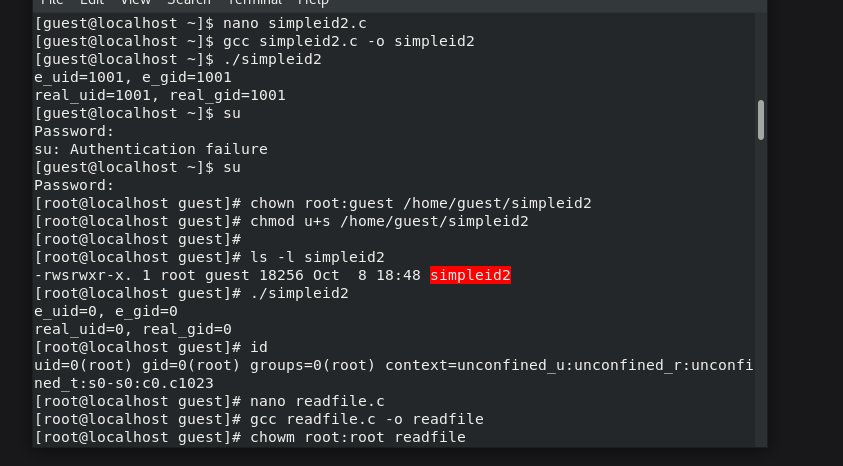 File Edit View Search Terminal Help
[guest@localhost ~]$ nano simpleid2.c
[guest@localhost ~]$ gcc simpleid2.c -o simpleid2
[guest@localhost ~]$ ./simpleid2
e_uid=1001, e_gid=1001
real_uid=1001, real_gid=1001
[guest@localhost ~]$ su
Password:
su: Authentication failure
[guest@localhost ~]$ su
Password:
[root@localhost guest]# chown root:guest /home/guest/simpleid2
[root@localhost guest]# chmod u+s /home/guest/simpleid2
[root@localhost guest]#
[root@localhost guest]# ls -l simpleid2
-rwsrwxr-x. 1 root guest 18256 Oct  8 18:48 simpleid2
[root@localhost guest]# ./simpleid2
e_uid=0, e_gid=0
real_uid=0, real_gid=0
[root@localhost guest]# id
uid=0(root) gid=0(root) groups=0(root) context=unconfined_u:unconfined_r:unconfi
ned_t:s0-s0:c0.c1023
[root@localhost guest]# nano readfile.c
[root@localhost guest]# gcc readfile.c -o readfile
[root@localhost guest]# chowm root:root readfile